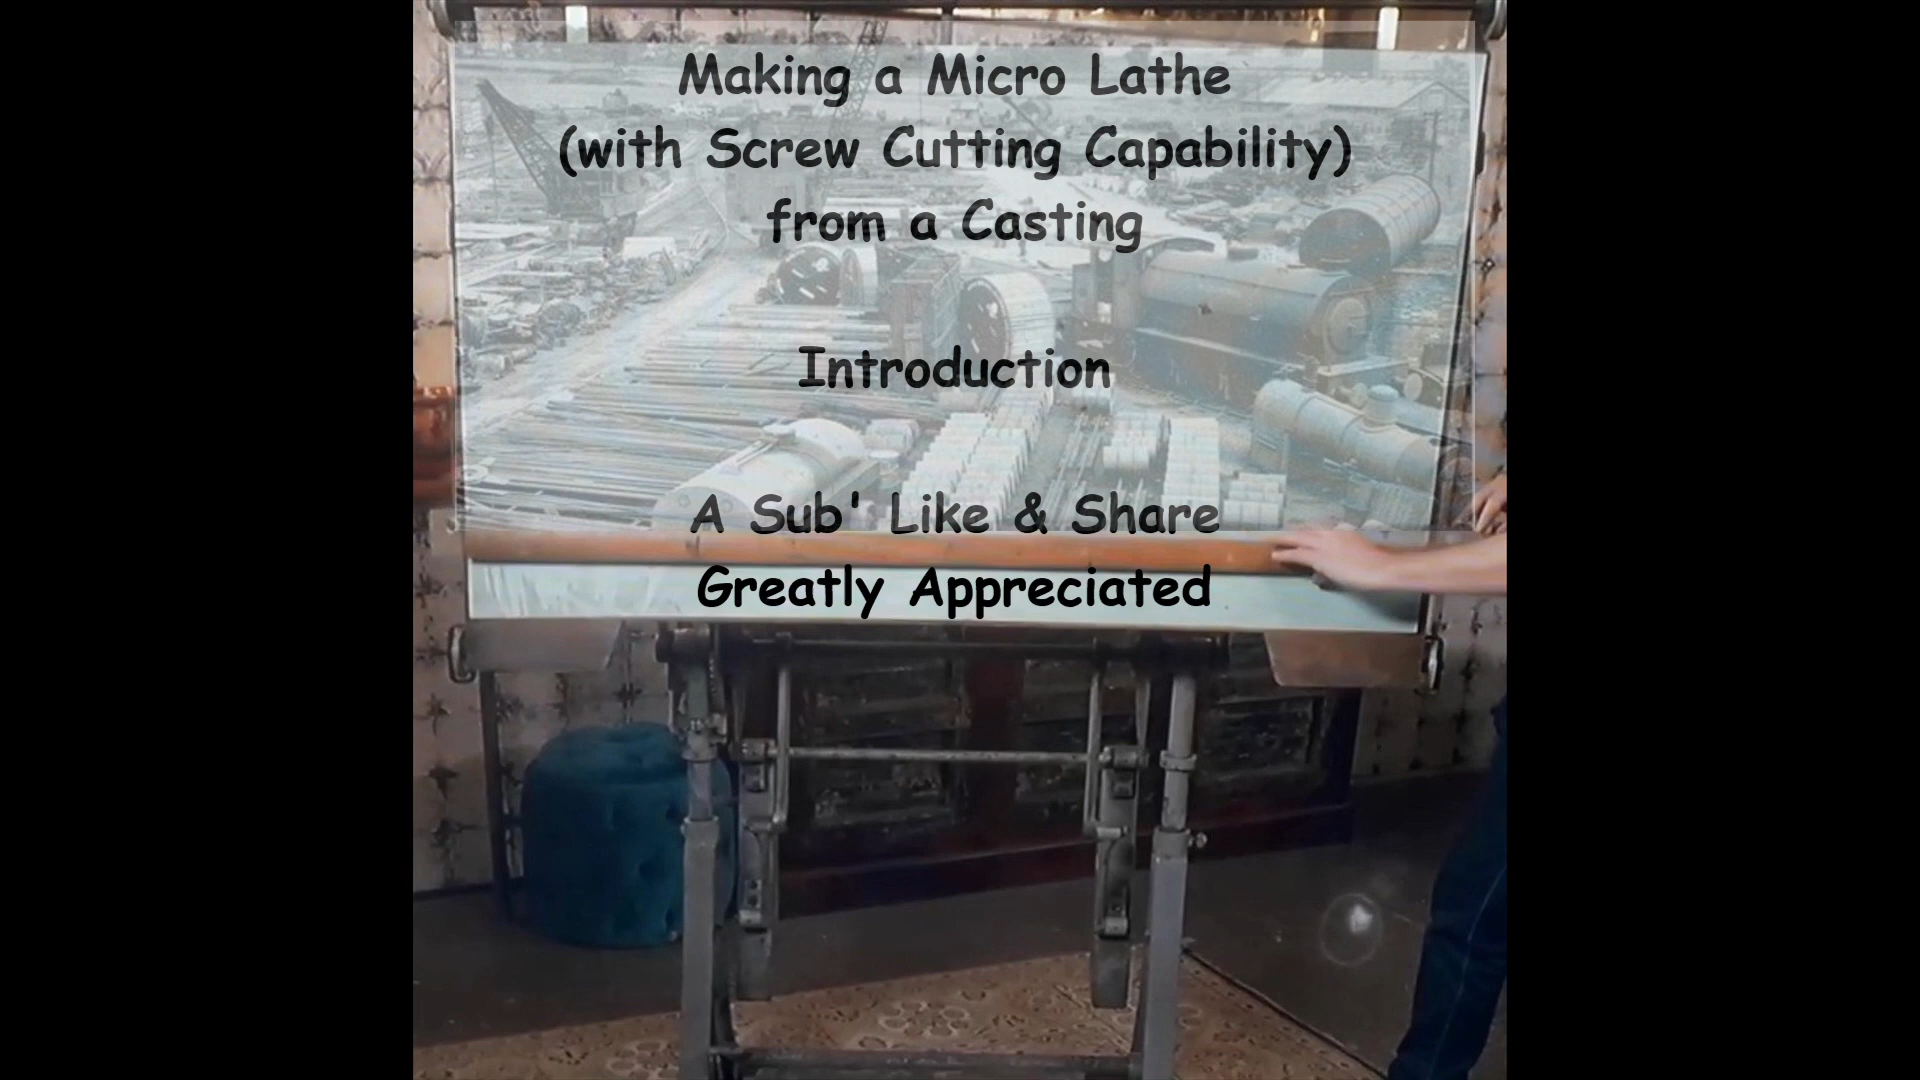 Making a Micro Lathe
(with Screw Cutting Capability)
from a Casting
Introduction
A Sub' Like & Share
Greatly Appreciated